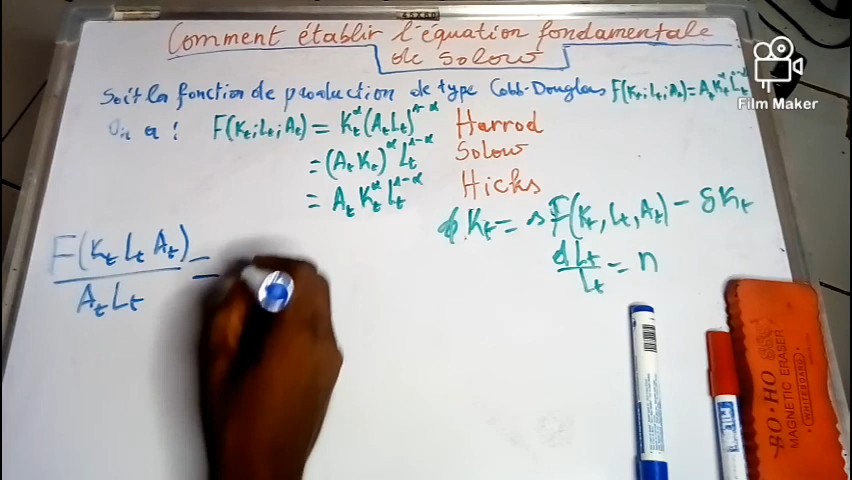 Comment établir l'équation fondamentale
de Solow
Soit la fonction de production de type Cobb-Douglas F(Kt; Lt; At) = At Kt^α Lt^1-α
On a : F(Kt; Lt; At) = Kt^α (At Lt)^1-α Harrod
= (At Kt)^α Lt^1-α Solow
= At Kt^α Lt^1-α Hicks
d Kt = s F(Kt, Lt, At) - δ Kt
dLt/Lt = n
F(Kt Lt At)/At Lt =
Film Maker
BO·HO
MAGNETIC ERASER
WHITEBOARD